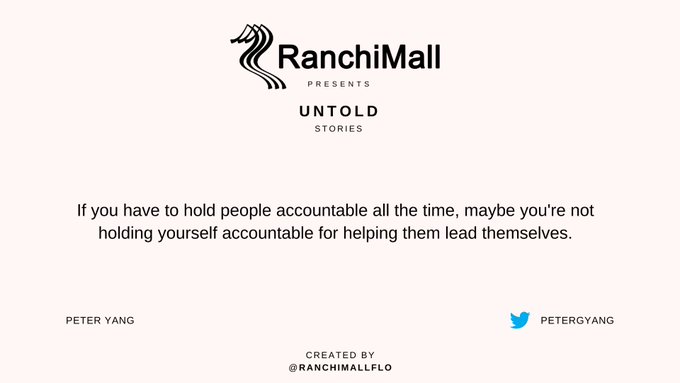 RanchiMall
PRESENTS
UNTOLD
STORIES
If you have to hold people accountable all the time, maybe you're not
holding yourself accountable for helping them lead themselves.
PETER YANG
PETERGYANG
CREATED BY
@RANCHIMALLFLO